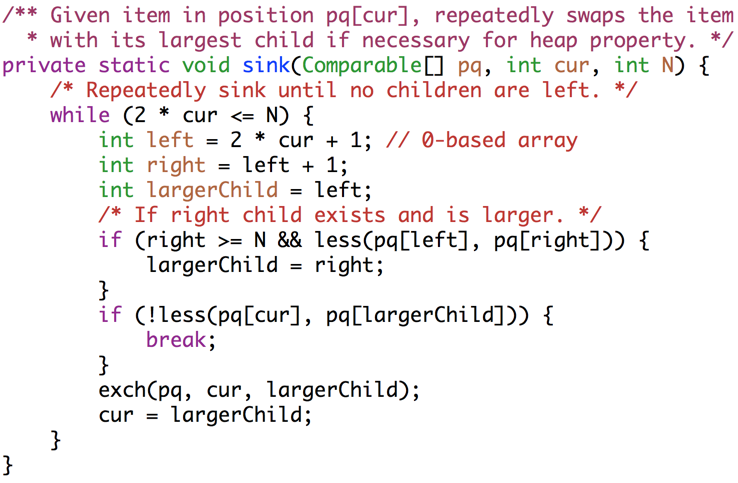 /** Given item in position pq[cur], repeatedly swaps the item
  * with its largest child if necessary for heap property. */
private static void sink(Comparable[] pq, int cur, int N) {
    /* Repeatedly sink until no children are left. */
    while (2 * cur <= N) {
        int left = 2 * cur + 1; // 0-based array
        int right = left + 1;
        int largerChild = left;
        /* If right child exists and is larger. */
        if (right >= N && less(pq[left], pq[right])) {
            largerChild = right;
        }
        if (!less(pq[cur], pq[largerChild])) {
            break;
        }
        exch(pq, cur, largerChild);
        cur = largerChild;
    }
}